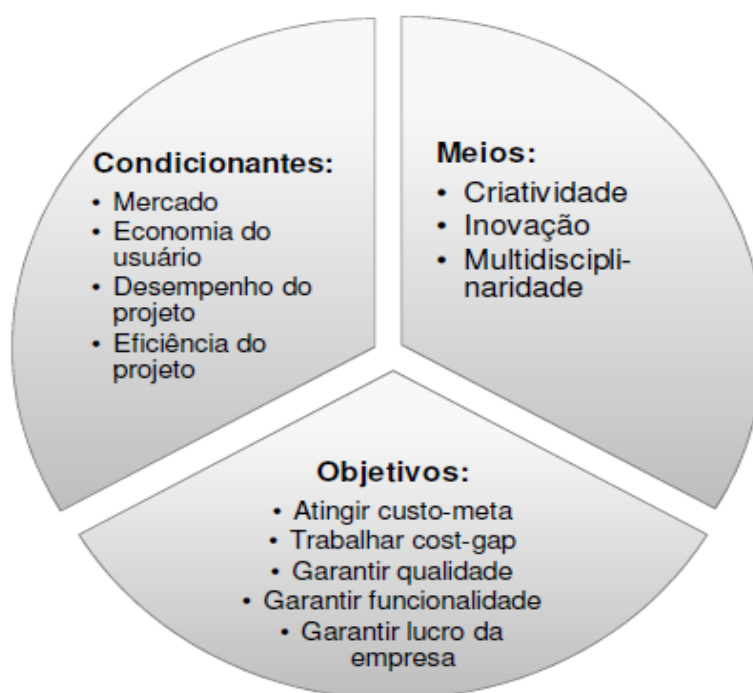 Condicionantes:
• Mercado
• Economia do
usuário
• Desempenho do
projeto
• Eficiência do
projeto
Meios:
• Criatividade
• Inovação
• Multidiscipli-
naridade
Objetivos:
• Atingir custo-meta
• Trabalhar cost-gap
• Garantir qualidade
• Garantir funcionalidade
• Garantir lucro da
empresa